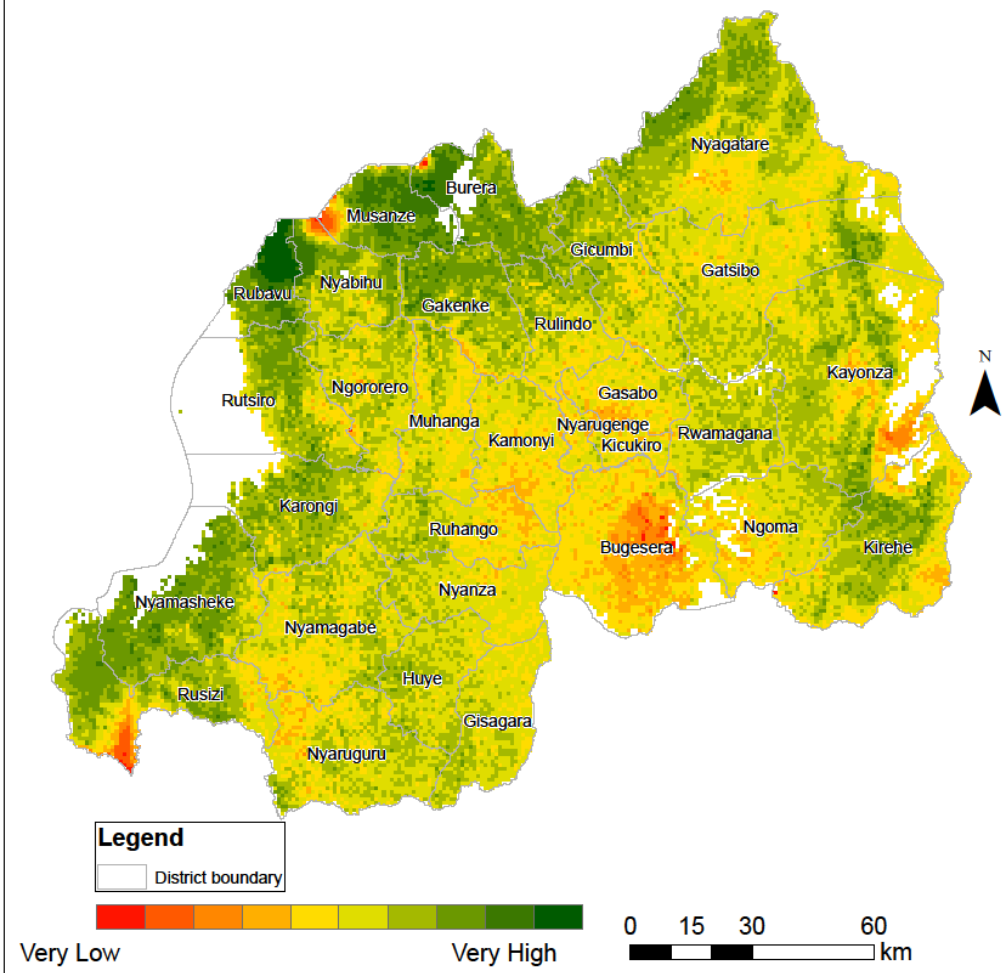 Nyagatare
Burera
Musanze
Gicumbi
Gatsibo
Nyabihu
Rubavu
Gakenke
Rulindo
Kayonza
N
Ngororero
Gasabo
Rutsiro
Muhanga
Nyarugenge
Kamonyi
Kicukiro
Rwamagana
Karongi
Ruhango
Ngoma
Bugesera
Kirehe
Nyanza
Nyamasheke
Nyamagabe
Huye
Rusizi
Gisagara
Nyaruguru
Legend
District boundary
0 15 30 60
km
Very Low Very High